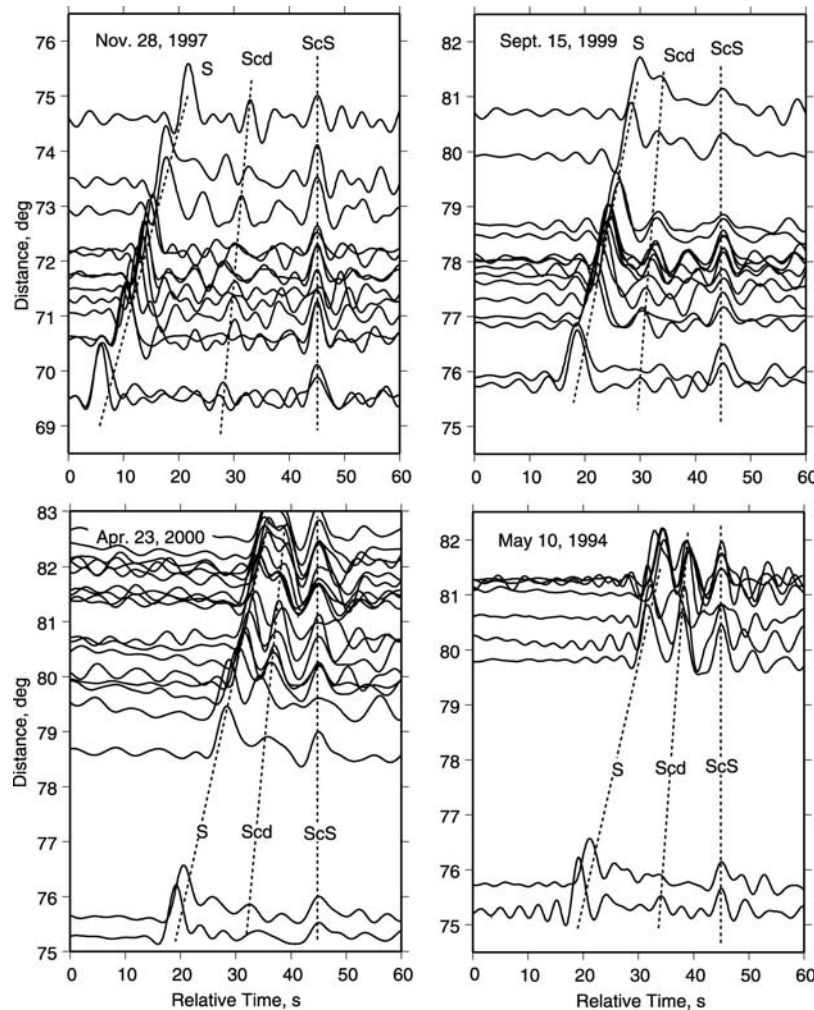 Nov. 28, 1997
S
Scd
ScS
76
75
74
73
72
71
70
69
Distance, deg
0 10 20 30 40 50 60
Sept. 15, 1999
S
Scd
ScS
82
81
80
79
78
77
76
75
0 10 20 30 40 50 60
Apr. 23, 2000
83
82
81
80
79
78
77
76
75
Distance, deg
S
Scd
ScS
0 10 20 30 40 50 60
Relative Time, s
May 10, 1994
82
81
80
79
78
77
76
75
S
Scd
ScS
0 10 20 30 40 50 60
Relative Time, s